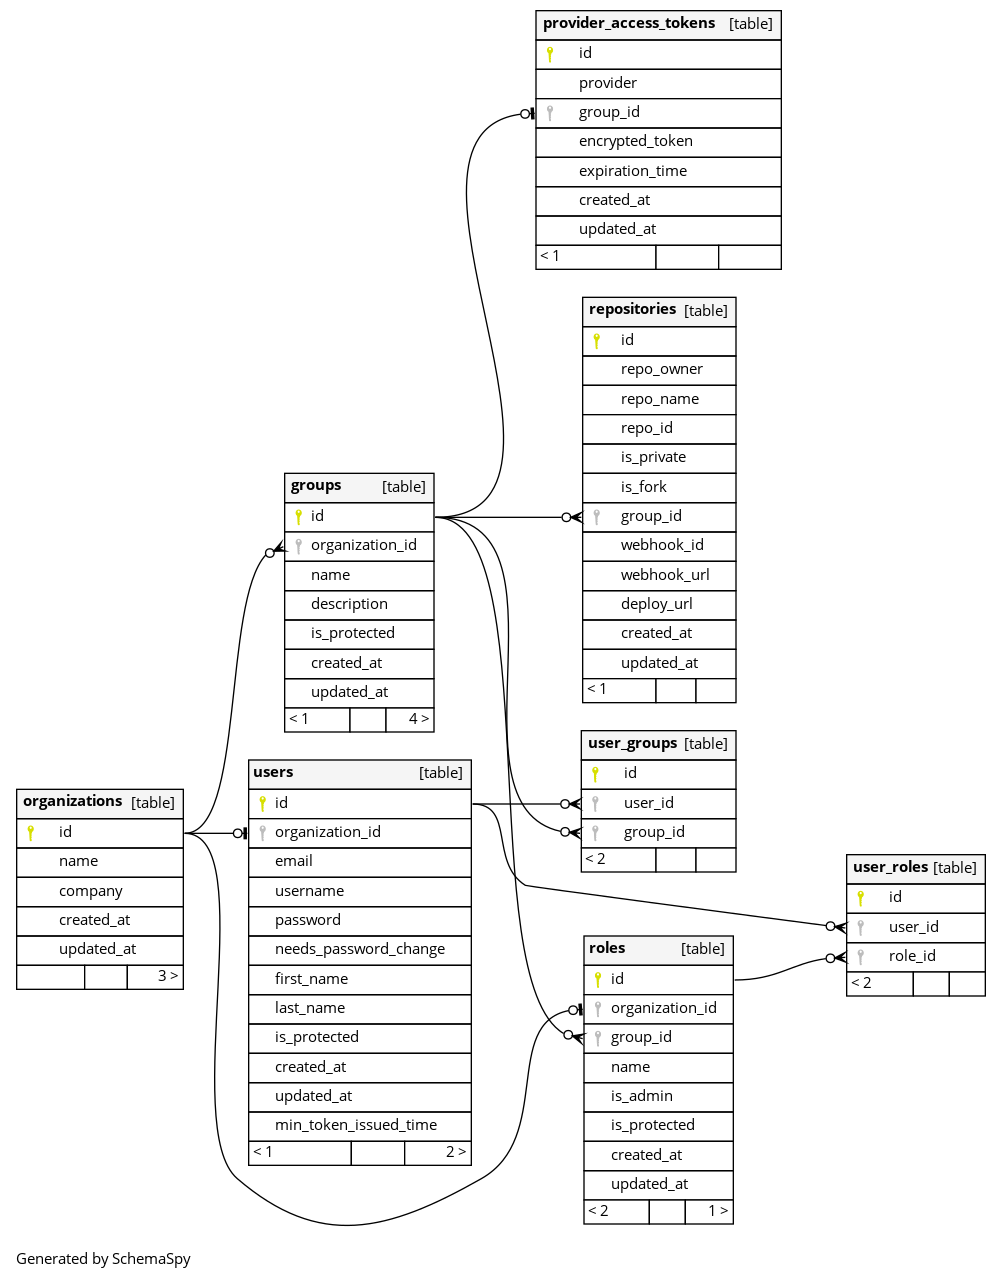 provider_access_tokens [table]
id
provider
group_id
encrypted_token
expiration_time
created_at
updated_at
< 1
repositories [table]
id
repo_owner
repo_name
repo_id
is_private
is_fork
group_id
webhook_id
webhook_url
deploy_url
created_at
updated_at
< 1
groups [table]
id
organization_id
name
description
is_protected
created_at
updated_at
< 1 4 >
user_groups [table]
id
user_id
group_id
< 2
users [table]
id
organization_id
email
username
password
needs_password_change
first_name
last_name
is_protected
created_at
updated_at
min_token_issued_time
< 1 2 >
organizations [table]
id
name
company
created_at
updated_at
3 >
user_roles [table]
id
user_id
role_id
< 2
roles [table]
id
organization_id
group_id
name
is_admin
is_protected
created_at
updated_at
< 2 1 >
Generated by SchemaSpy